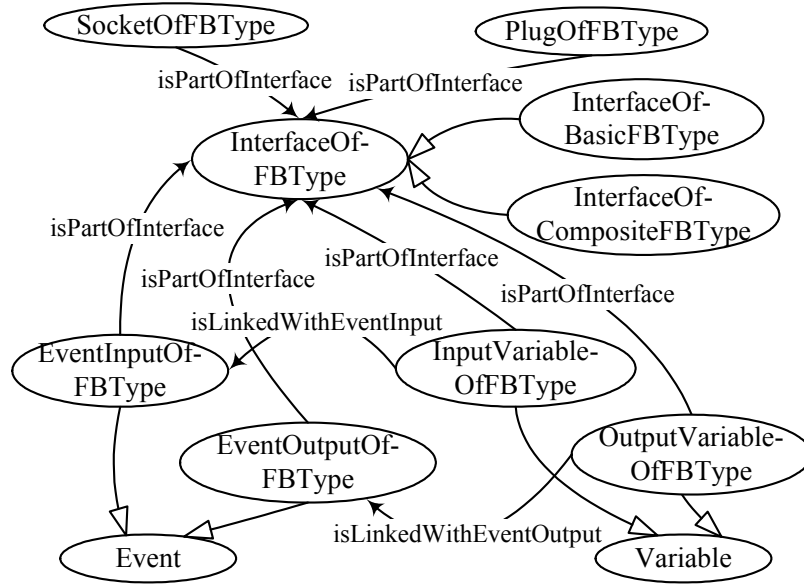 SocketOfFBType
PlugOfFBType
isPartOfInterface
isPartOfInterface
InterfaceOf-
BasicFBType
InterfaceOf-
FBType
InterfaceOf-
CompositeFBType
isPartOfInterface
isPartOfInterface
isPartOfInterface
isPartOfInterface
isLinkedWithEventInput
EventInputOf-
FBType
InputVariable-
OfFBType
EventOutputOf-
FBType
OutputVariable-
OfFBType
isLinkedWithEventOutput
Event
Variable